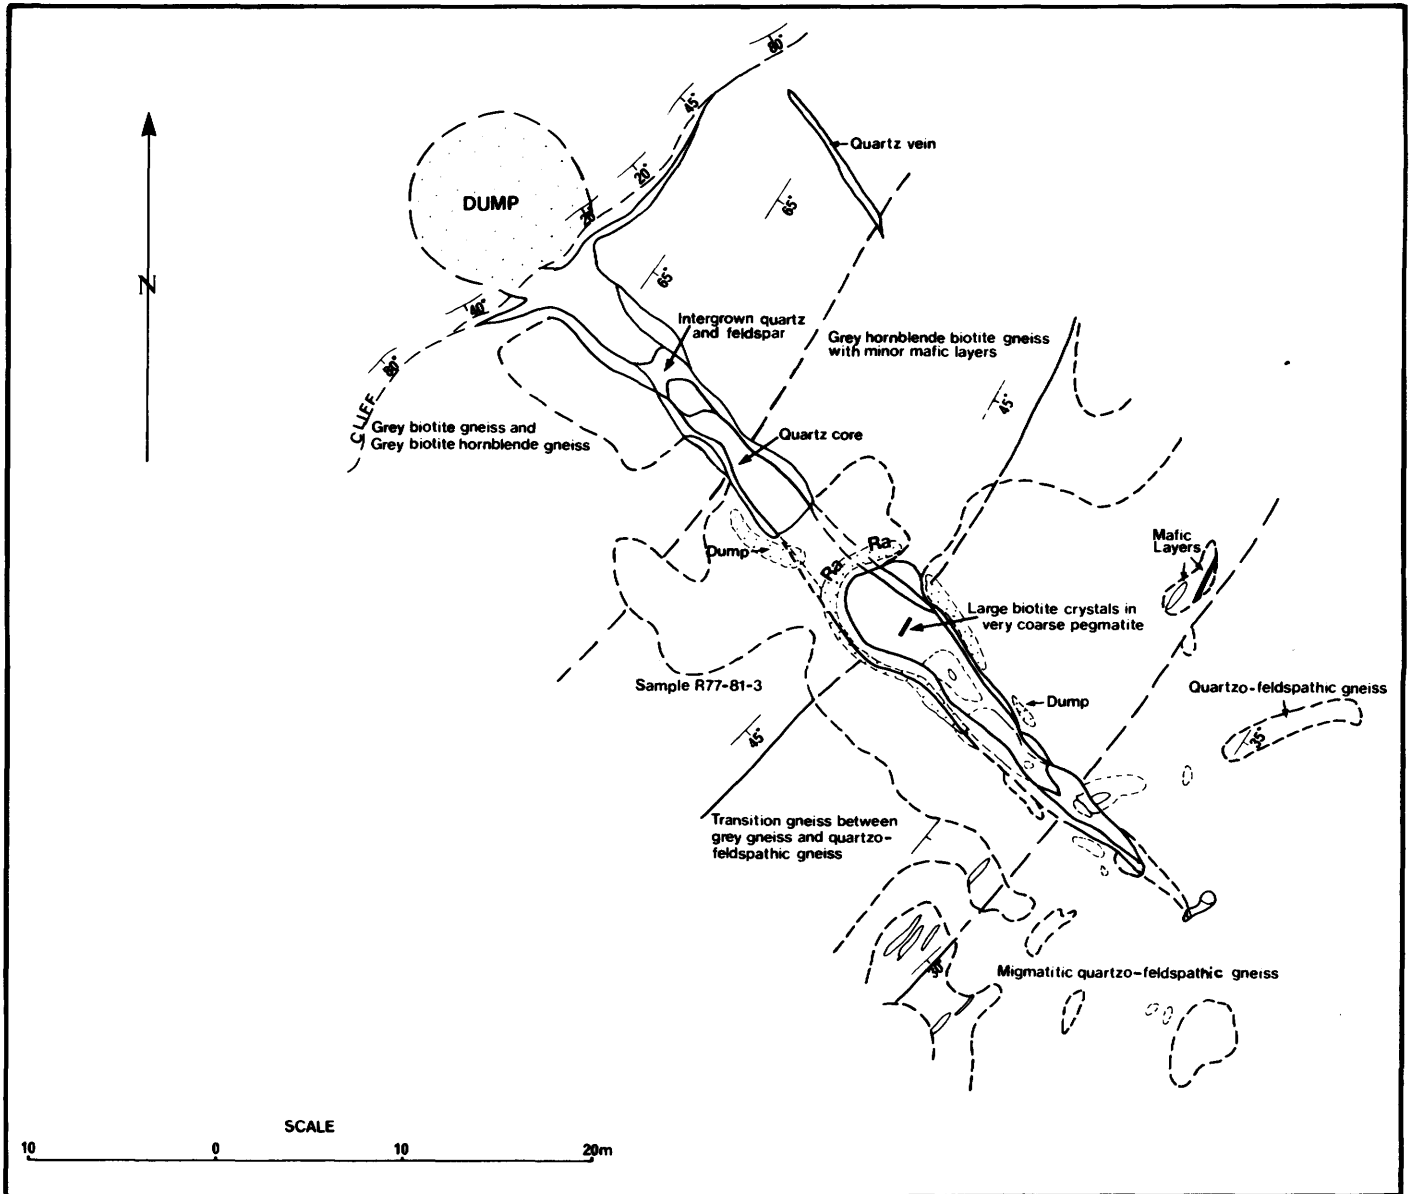 80°
45°
Quartz vein
20°
DUMP
65°
N
65°
40°
Intergrown quartz
and feldspar
Grey hornblende biotite gneiss
with minor mafic layers
80°
45°
CLIFF
Grey biotite gneiss and
Grey biotite hornblende gneiss
Quartz core
Mafic
Layers
Dump
Ra
Ra
Large biotite crystals in
very coarse pegmatite
Sample R77-81-3
Quartzo-feldspathic gneiss
Dump
45°
35°
Transition gneiss between
grey gneiss and quartzo-
feldspathic gneiss
Migmatitic quartzo-feldspathic gneiss
SCALE
10 0 10 20m